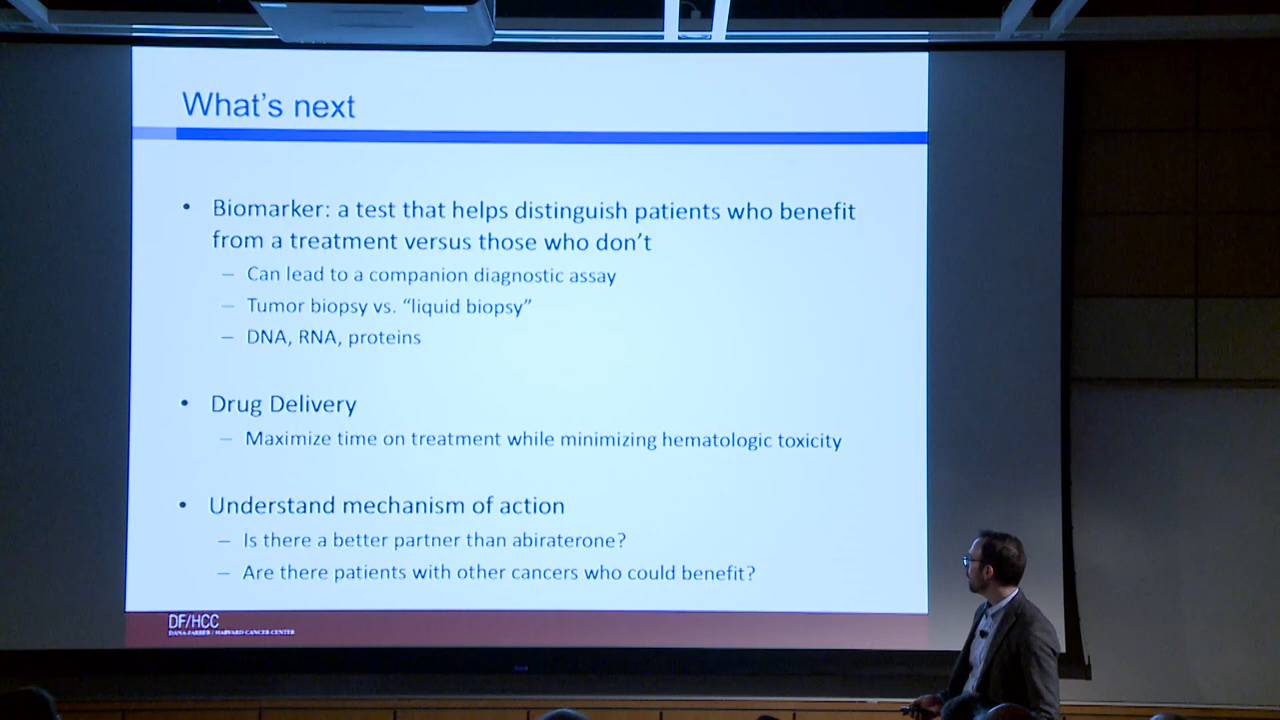 What's next
• Biomarker: a test that helps distinguish patients who benefit
from a treatment versus those who don't
– Can lead to a companion diagnostic assay
– Tumor biopsy vs. “liquid biopsy”
– DNA, RNA, proteins
• Drug Delivery
– Maximize time on treatment while minimizing hematologic toxicity
• Understand mechanism of action
– Is there a better partner than abiraterone?
– Are there patients with other cancers who could benefit?
DF/HCC
DANA-FARBER / HARVARD CANCER CENTER